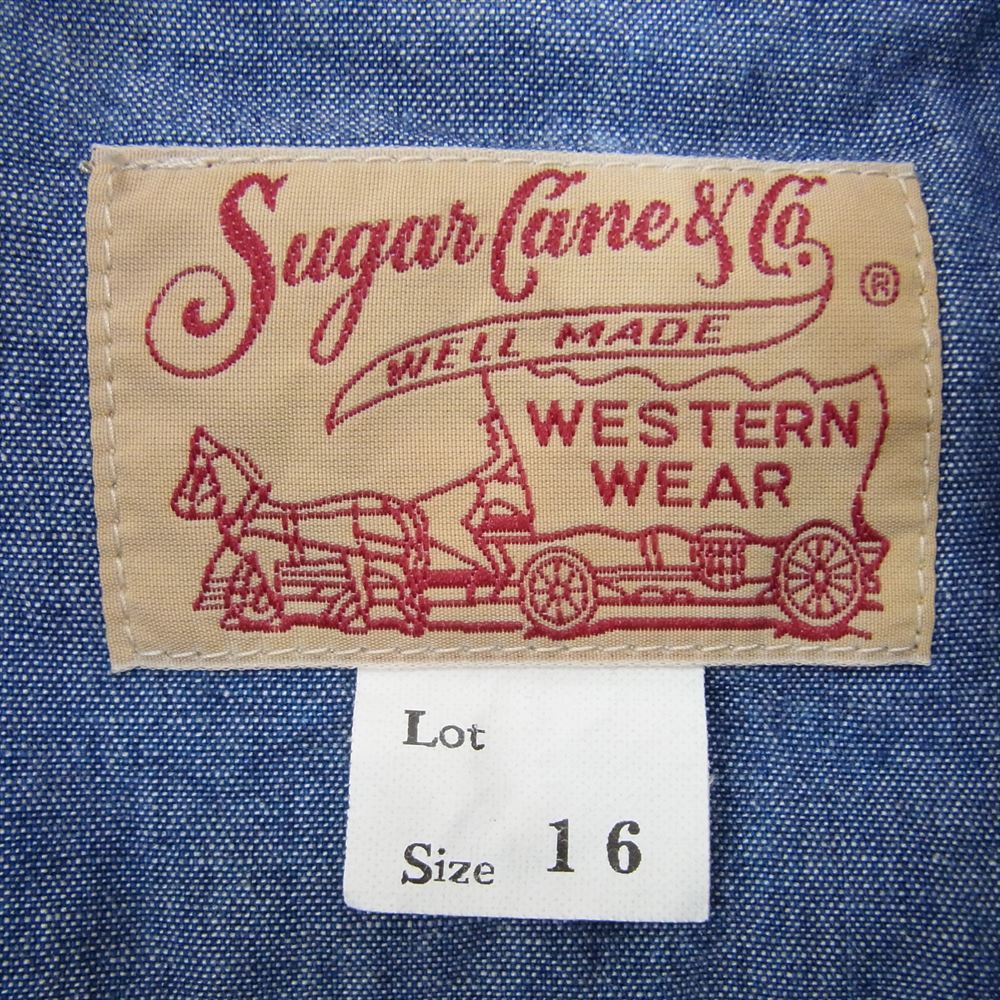 Sugar Cane & Co. ®
WELL MADE
WESTERN
WEAR
Lot
Size 16